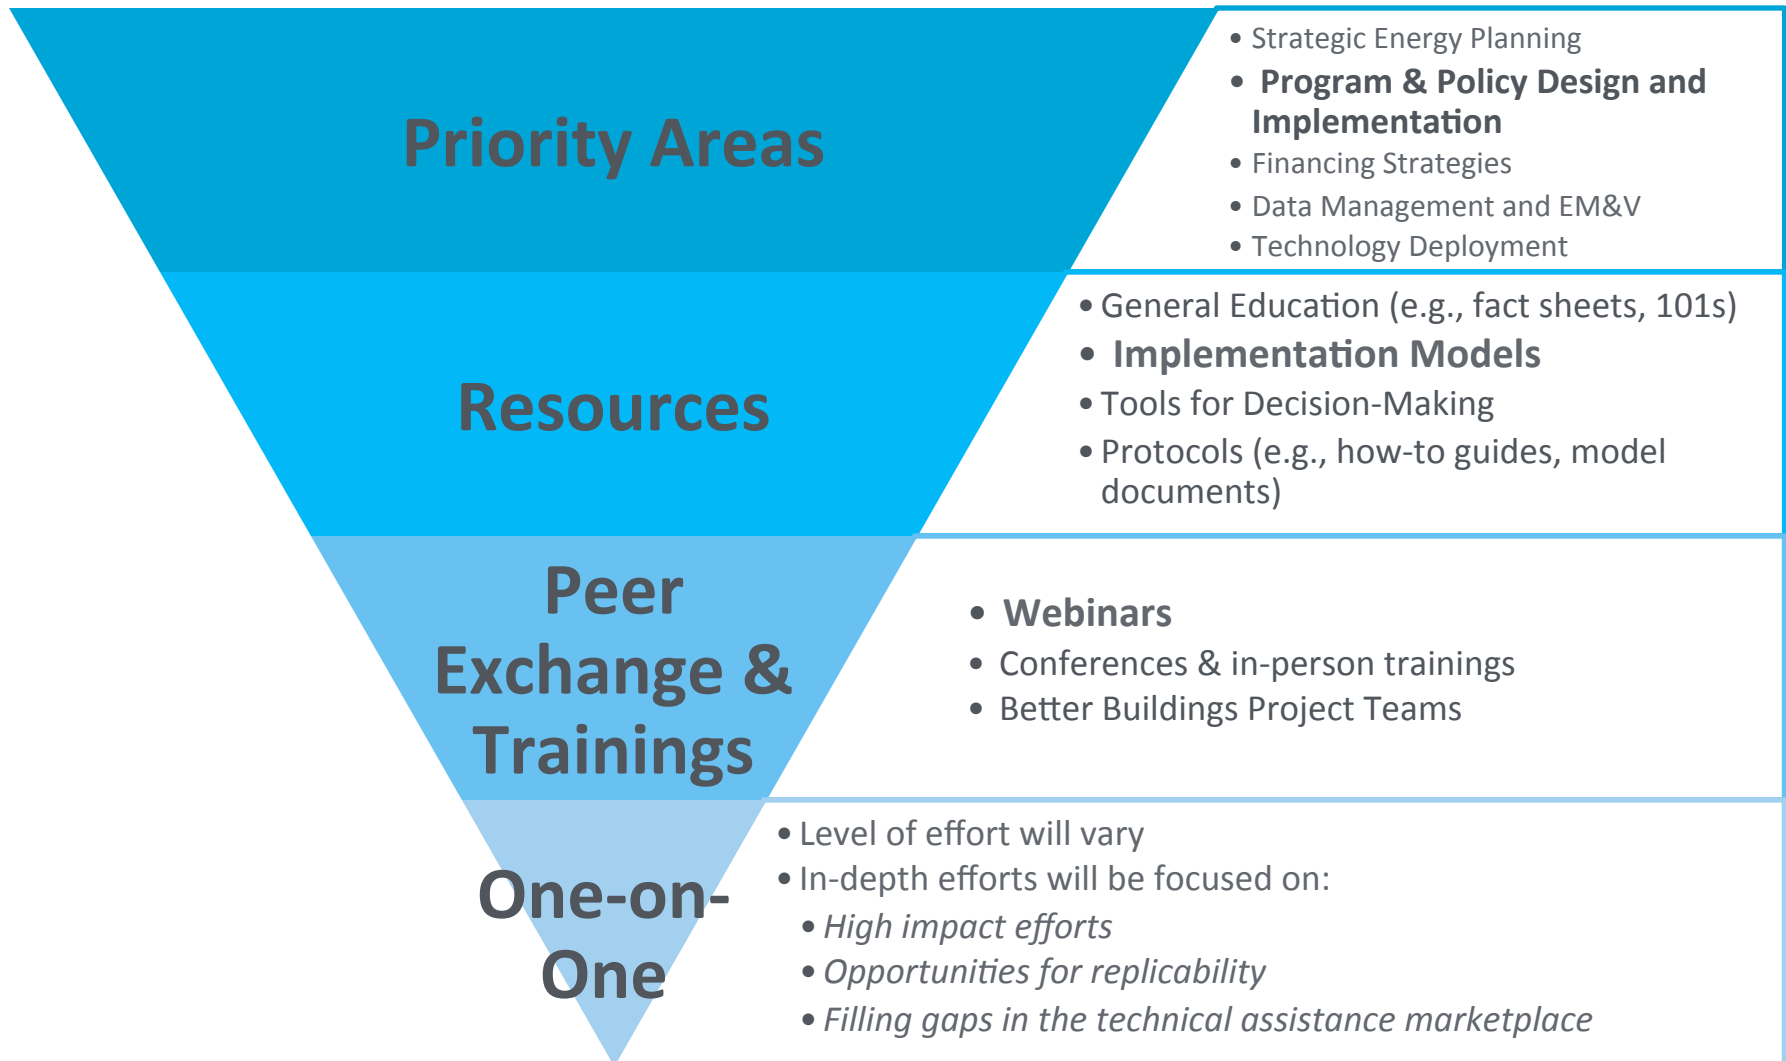 Priority Areas
• Strategic Energy Planning
• Program & Policy Design and
Implementation
• Financing Strategies
• Data Management and EM&V
• Technology Deployment
Resources
• General Education (e.g., fact sheets, 101s)
• Implementation Models
• Tools for Decision-Making
• Protocols (e.g., how-to guides, model
documents)
Peer
Exchange &
Trainings
• Webinars
• Conferences & in-person trainings
• Better Buildings Project Teams
One-on-
One
• Level of effort will vary
• In-depth efforts will be focused on:
• High impact efforts
• Opportunities for replicability
• Filling gaps in the technical assistance marketplace